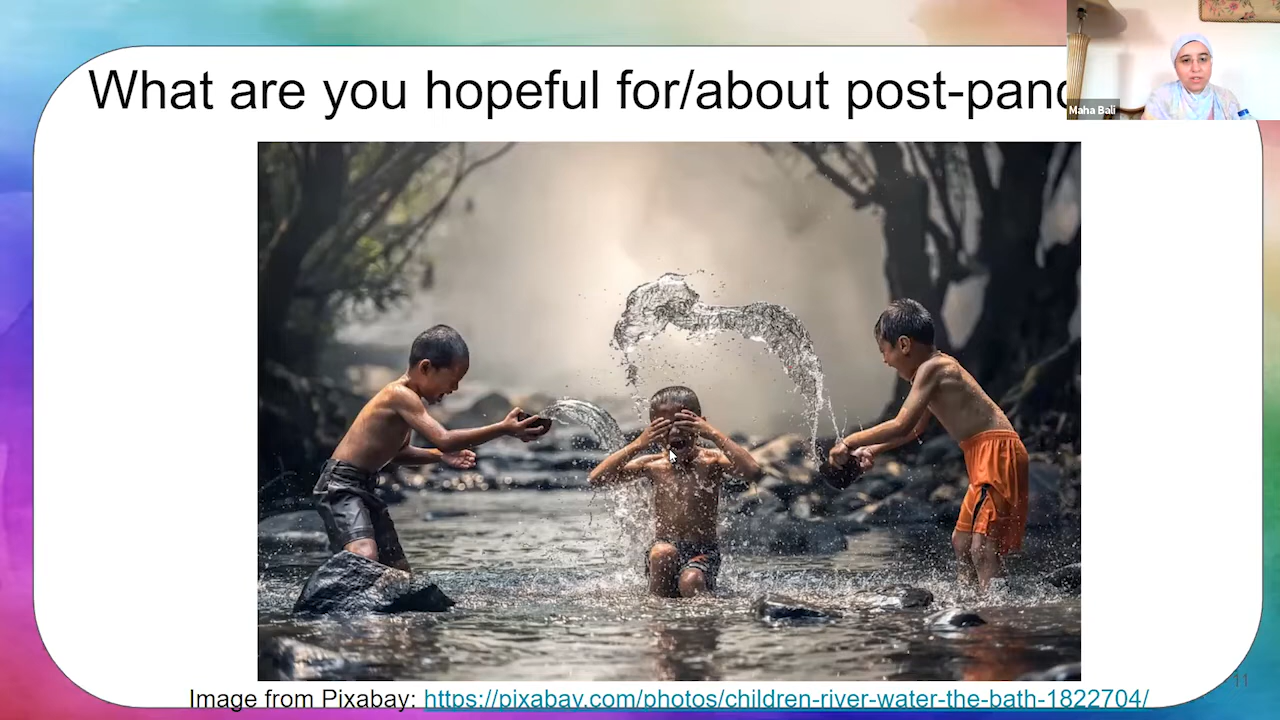 What are you hopeful for/about post-pand
Maha Bali
Image from Pixabay: https://pixabay.com/photos/children-river-water-the-bath-1822704/
11